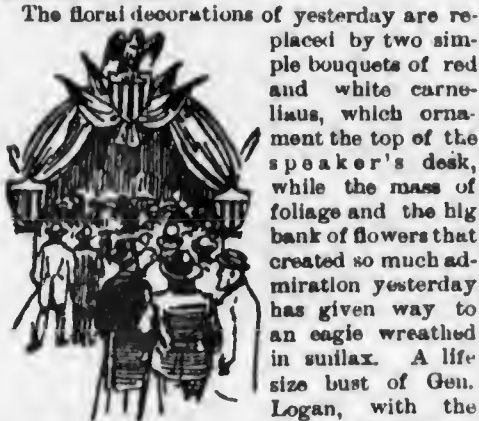 The floral decorations of yesterday are re-
placed by two sim-
ple bouquets of red
and white carne-
lians, which orna-
ment the top of the
speaker's desk,
while the mass of
foliage and the big
bank of flowers that
created so much ad-
miration yesterday
has given way to
an eagle wreathed
in smilax. A life
size bust of Gen.
Logan, with the